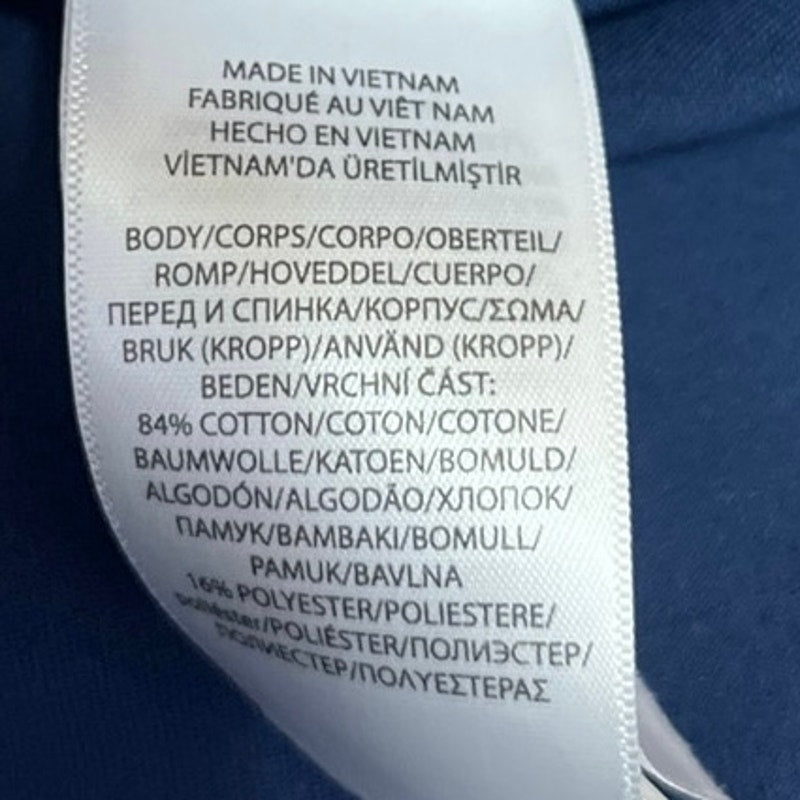 MADE IN VIETNAM
FABRIQUÉ AU VIÊT NAM
HECHO EN VIETNAM
VİETNAM'DA ÜRETİLMİŞTİR
BODY/CORPS/CORPO/OBERTEIL/
ROMP/HOVEDDEL/CUERPO/
ПЕРЕД И СПИНКА/КОРПУС/ΣΩΜΑ/
BRUK (KROPP)/ANVÄND (KROPP)/
BEDEN/VRCHNÍ ČÁST:
84% COTTON/COTON/COTONE/
BAUMWOLLE/KATOEN/BOMULD/
ALGODÓN/ALGODÃO/ХЛОПОК/
ПАМУК/BAMBAKI/BOMULL/
PAMUK/BAVLNA
16% POLYESTER/POLIESTERE/
poliéster/POLIÉSTER/ПОЛИЭСТЕР/
ПОЛИЕСТЕР/ΠΟΛΥΕΣΤΕΡΑΣ